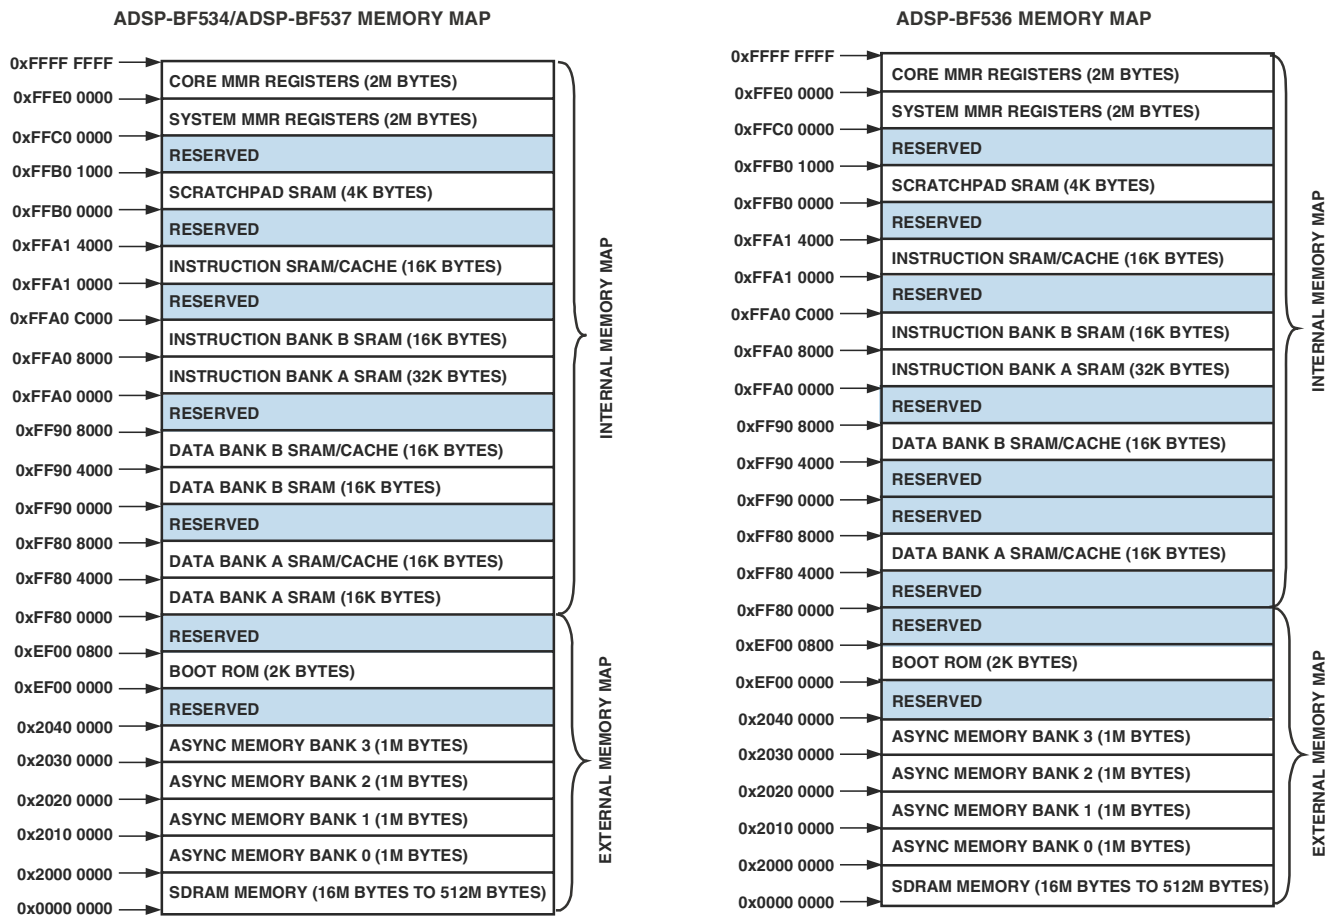 ADSP-BF534/ADSP-BF537 MEMORY MAP
0xFFFF FFFF
CORE MMR REGISTERS (2M BYTES)
0xFFE0 0000
SYSTEM MMR REGISTERS (2M BYTES)
0xFFC0 0000
RESERVED
0xFFB0 1000
SCRATCHPAD SRAM (4K BYTES)
0xFFB0 0000
RESERVED
0xFFA1 4000
INSTRUCTION SRAM/CACHE (16K BYTES)
0xFFA1 0000
RESERVED
0xFFA0 C000
INSTRUCTION BANK B SRAM (16K BYTES)
0xFFA0 8000
INSTRUCTION BANK A SRAM (32K BYTES)
0xFFA0 0000
RESERVED
0xFF90 8000
DATA BANK B SRAM/CACHE (16K BYTES)
0xFF90 4000
DATA BANK B SRAM (16K BYTES)
0xFF90 0000
RESERVED
0xFF80 8000
DATA BANK A SRAM/CACHE (16K BYTES)
0xFF80 4000
DATA BANK A SRAM (16K BYTES)
0xFF80 0000
RESERVED
0xEF00 0800
BOOT ROM (2K BYTES)
0xEF00 0000
RESERVED
0x2040 0000
ASYNC MEMORY BANK 3 (1M BYTES)
0x2030 0000
ASYNC MEMORY BANK 2 (1M BYTES)
0x2020 0000
ASYNC MEMORY BANK 1 (1M BYTES)
0x2010 0000
ASYNC MEMORY BANK 0 (1M BYTES)
0x2000 0000
SDRAM MEMORY (16M BYTES TO 512M BYTES)
0x0000 0000
INTERNAL MEMORY MAP
EXTERNAL MEMORY MAP
ADSP-BF536 MEMORY MAP
0xFFFF FFFF
CORE MMR REGISTERS (2M BYTES)
0xFFE0 0000
SYSTEM MMR REGISTERS (2M BYTES)
0xFFC0 0000
RESERVED
0xFFB0 1000
SCRATCHPAD SRAM (4K BYTES)
0xFFB0 0000
RESERVED
0xFFA1 4000
INSTRUCTION SRAM/CACHE (16K BYTES)
0xFFA1 0000
RESERVED
0xFFA0 C000
INSTRUCTION BANK B SRAM (16K BYTES)
0xFFA0 8000
INSTRUCTION BANK A SRAM (32K BYTES)
0xFFA0 0000
RESERVED
0xFF90 8000
DATA BANK B SRAM/CACHE (16K BYTES)
0xFF90 4000
RESERVED
0xFF90 0000
RESERVED
0xFF80 8000
DATA BANK A SRAM/CACHE (16K BYTES)
0xFF80 4000
RESERVED
0xFF80 0000
RESERVED
0xEF00 0800
BOOT ROM (2K BYTES)
0xEF00 0000
RESERVED
0x2040 0000
ASYNC MEMORY BANK 3 (1M BYTES)
0x2030 0000
ASYNC MEMORY BANK 2 (1M BYTES)
0x2020 0000
ASYNC MEMORY BANK 1 (1M BYTES)
0x2010 0000
ASYNC MEMORY BANK 0 (1M BYTES)
0x2000 0000
SDRAM MEMORY (16M BYTES TO 512M BYTES)
0x0000 0000
INTERNAL MEMORY MAP
EXTERNAL MEMORY MAP